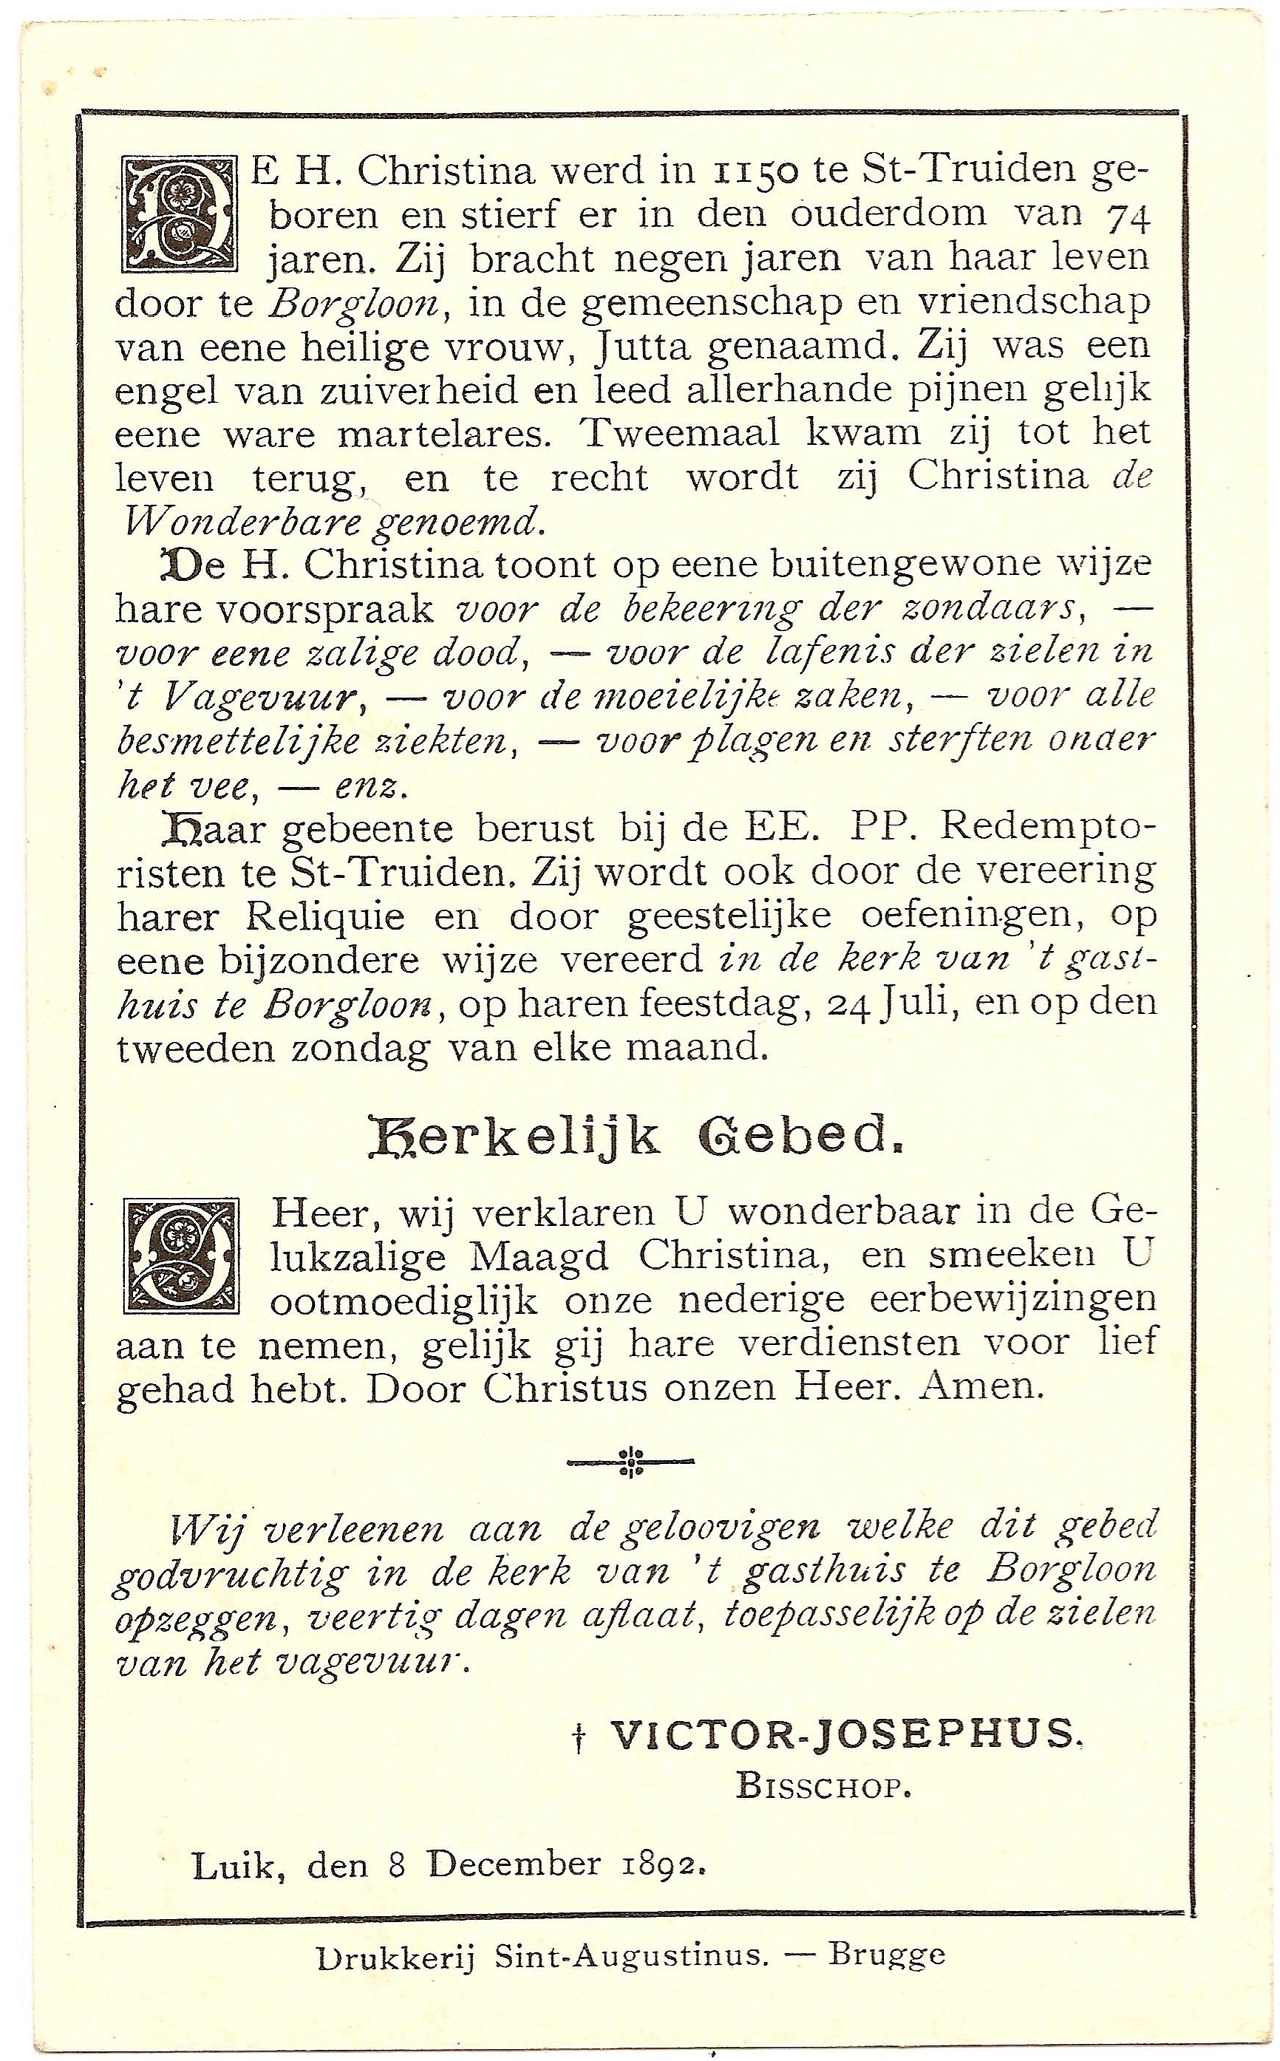 DE H. Christina werd in 1150 te St-Truiden ge-
boren en stierf er in den ouderdom van 74
jaren. Zij bracht negen jaren van haar leven
door te Borgloon, in de gemeenschap en vriendschap
van eene heilige vrouw, Jutta genaamd. Zij was een
engel van zuiverheid en leed allerhande pijnen gelijk
eene ware martelares. Tweemaal kwam zij tot het
leven terug, en te recht wordt zij Christina de
Wonderbare genoemd.
De H. Christina toont op eene buitengewone wijze
hare voorspraak voor de bekeering der zondaars, —
voor eene zalige dood, — voor de lafenis der zielen in
't Vagevuur, — voor de moeielijke zaken, — voor alle
besmettelijke ziekten, — voor plagen en sterften onder
het vee, — enz.
Haar gebeente berust bij de EE. PP. Redempto-
risten te St-Truiden. Zij wordt ook door de vereering
harer Reliquie en door geestelijke oefeningen, op
eene bijzondere wijze vereerd in de kerk van 't gast-
huis te Borgloon, op haren feestdag, 24 Juli, en op den
tweeden zondag van elke maand.
Kerkelijk Gebed.
O Heer, wij verklaren U wonderbaar in de Ge-
lukzalige Maagd Christina, en smeeken U
ootmoediglijk onze nederige eerbewijzingen
aan te nemen, gelijk gij hare verdiensten voor lief
gehad hebt. Door Christus onzen Heer. Amen.
Wij verleenen aan de geloovigen welke dit gebed
godvruchtig in de kerk van 't gasthuis te Borgloon
opzeggen, veertig dagen aflaat, toepasselijk op de zielen
van het vagevuur.
† VICTOR-JOSEPHUS.
BISSCHOP.
Luik, den 8 December 1892.
Drukkerij Sint-Augustinus. — Brugge